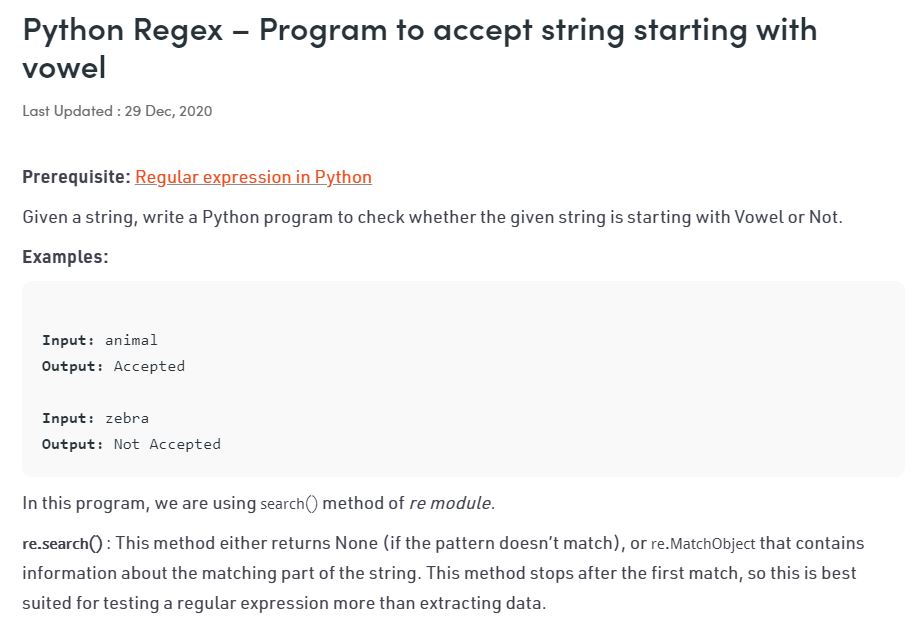 Python Regex – Program to accept string starting with
vowel
Last Updated : 29 Dec, 2020
Prerequisite: Regular expression in Python
Given a string, write a Python program to check whether the given string is starting with Vowel or Not.
Examples:
Input: animal
Output: Accepted
Input: zebra
Output: Not Accepted
In this program, we are using search() method of re module.
re.search() : This method either returns None (if the pattern doesn’t match), or re.MatchObject that contains
information about the matching part of the string. This method stops after the first match, so this is best
suited for testing a regular expression more than extracting data.